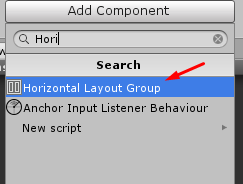 Add Component
Hori
Search
Horizontal Layout Group
Anchor Input Listener Behaviour
New script